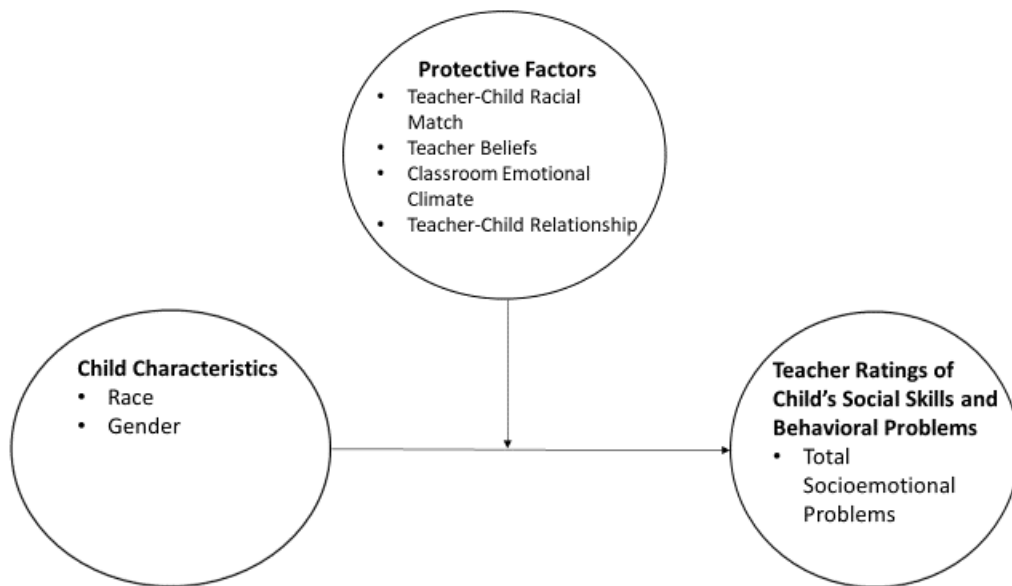 Protective Factors
• Teacher-Child Racial
Match
• Teacher Beliefs
• Classroom Emotional
Climate
• Teacher-Child Relationship
Child Characteristics
• Race
• Gender
Teacher Ratings of
Child's Social Skills and
Behavioral Problems
• Total
Socioemotional
Problems